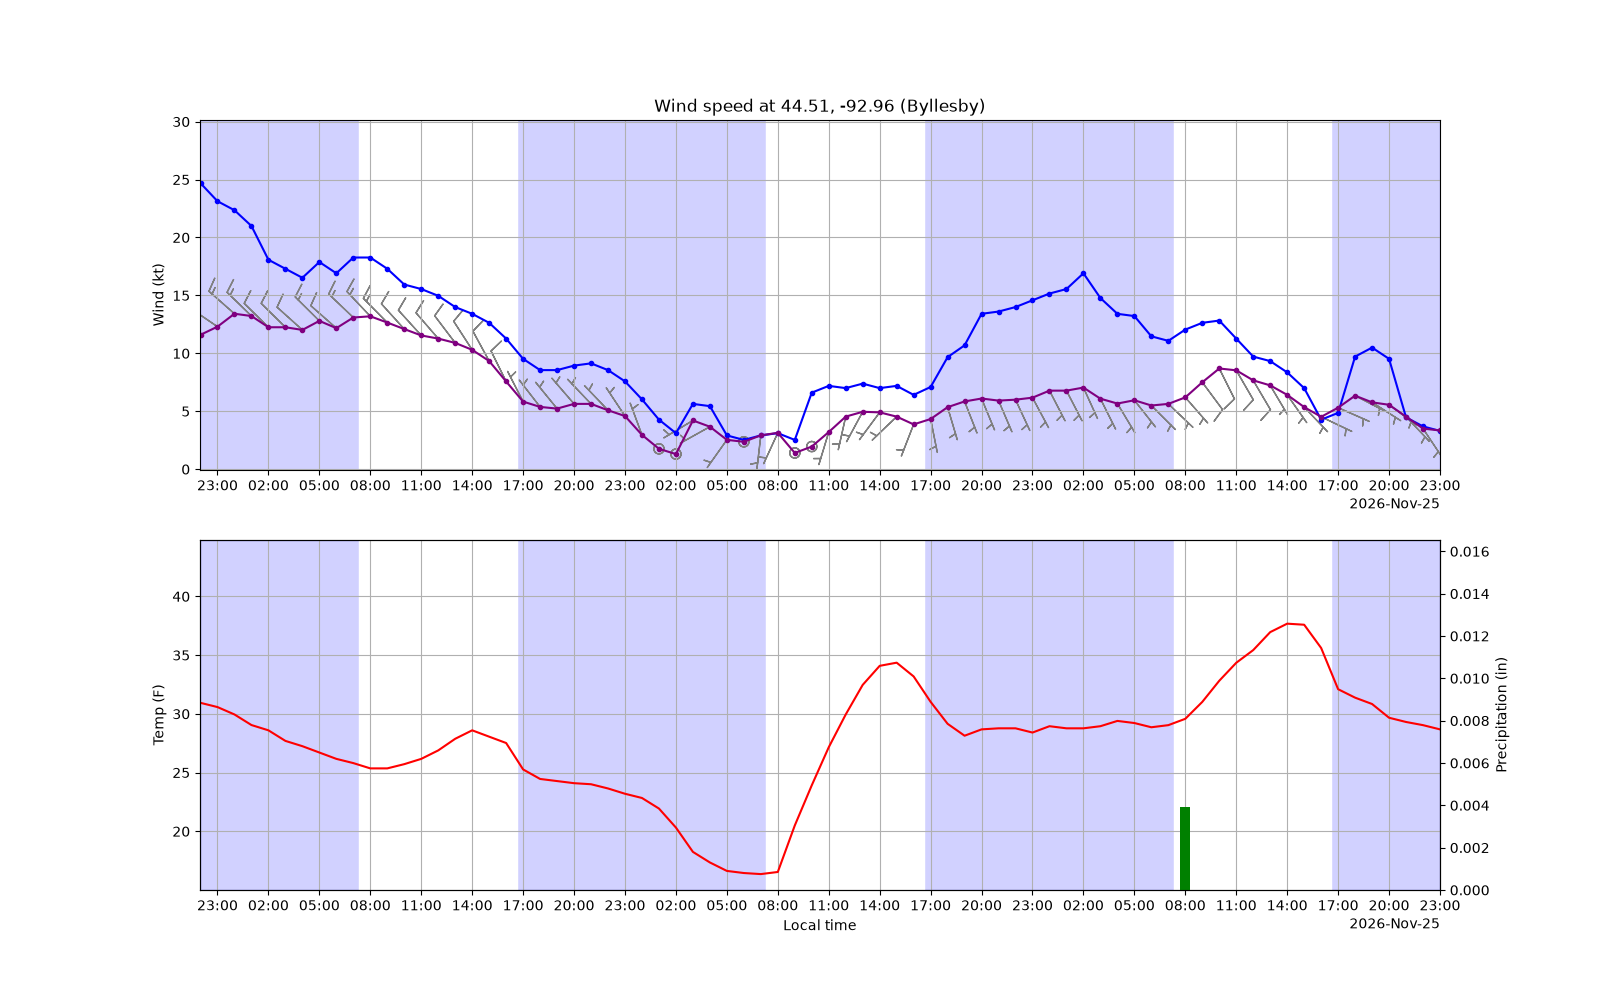 Wind speed at 44.51, -92.96 (Byllesby)
30
25
20
15
10
5
0
Wind (kt)
23:00 02:00 05:00 08:00 11:00 14:00 17:00 20:00 23:00 02:00 05:00 08:00 11:00 14:00 17:00 20:00 23:00 02:00 05:00 08:00 11:00 14:00 17:00 20:00 23:00
2026-Nov-25
40
35
30
25
20
Temp (F)
0.016
0.014
0.012
0.010
0.008
0.006
0.004
0.002
0.000
Precipitation (in)
23:00 02:00 05:00 08:00 11:00 14:00 17:00 20:00 23:00 02:00 05:00 08:00 11:00 14:00 17:00 20:00 23:00 02:00 05:00 08:00 11:00 14:00 17:00 20:00 23:00
Local time
2026-Nov-25